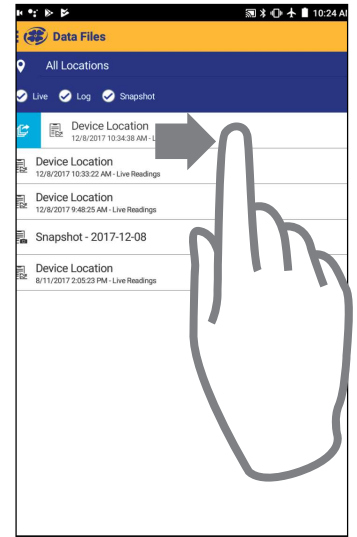 10:24 AM
Data Files
All Locations
Live Log Snapshot
Device Location
12/8/2017 10:34:38 AM - L
Device Location
12/8/2017 10:33:22 AM - Live Readings
Device Location
12/8/2017 9:48:25 AM - Live Readings
Snapshot - 2017-12-08
Device Location
8/11/2017 2:05:23 PM - Live Readings